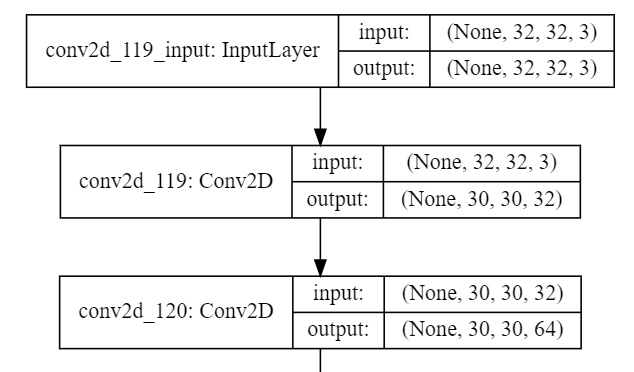 conv2d_119_input: InputLayer
input: (None, 32, 32, 3)
output: (None, 32, 32, 3)
conv2d_119: Conv2D
input: (None, 32, 32, 3)
output: (None, 30, 30, 32)
conv2d_120: Conv2D
input: (None, 30, 30, 32)
output: (None, 30, 30, 64)